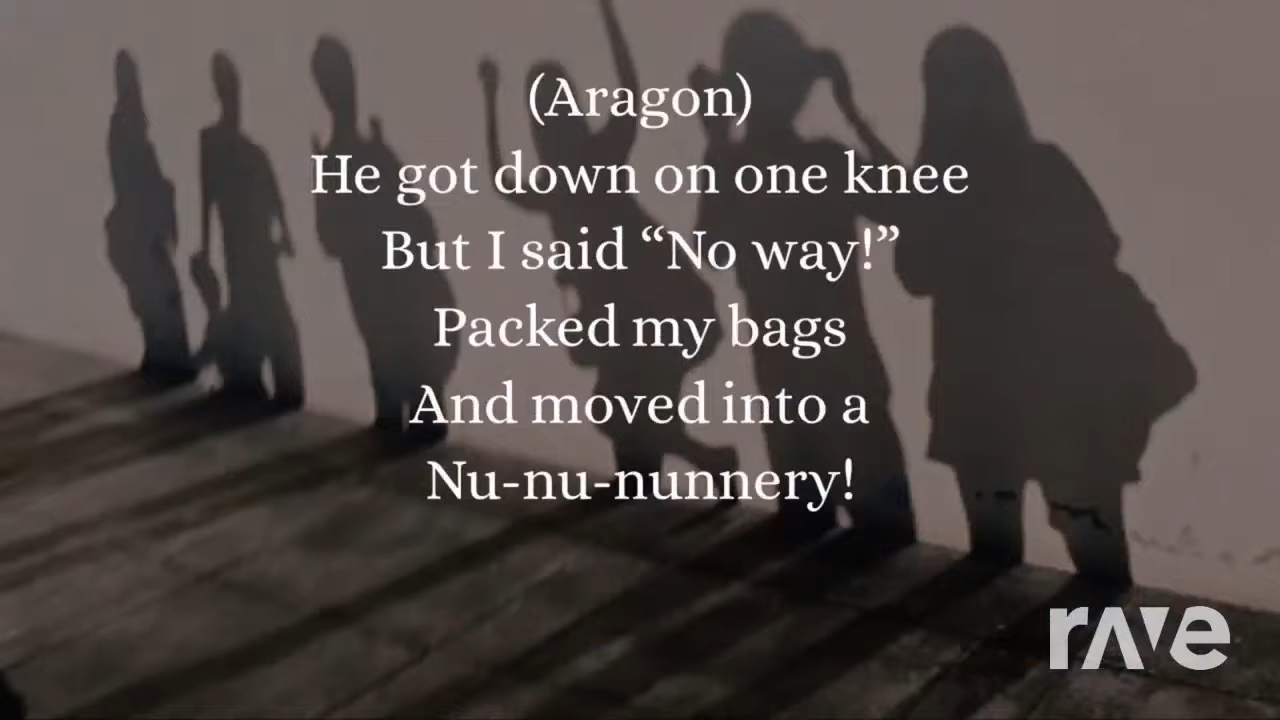 (Aragon)
He got down on one knee
But I said “No way!”
Packed my bags
And moved into a
Nu-nu-nunnery!
rave